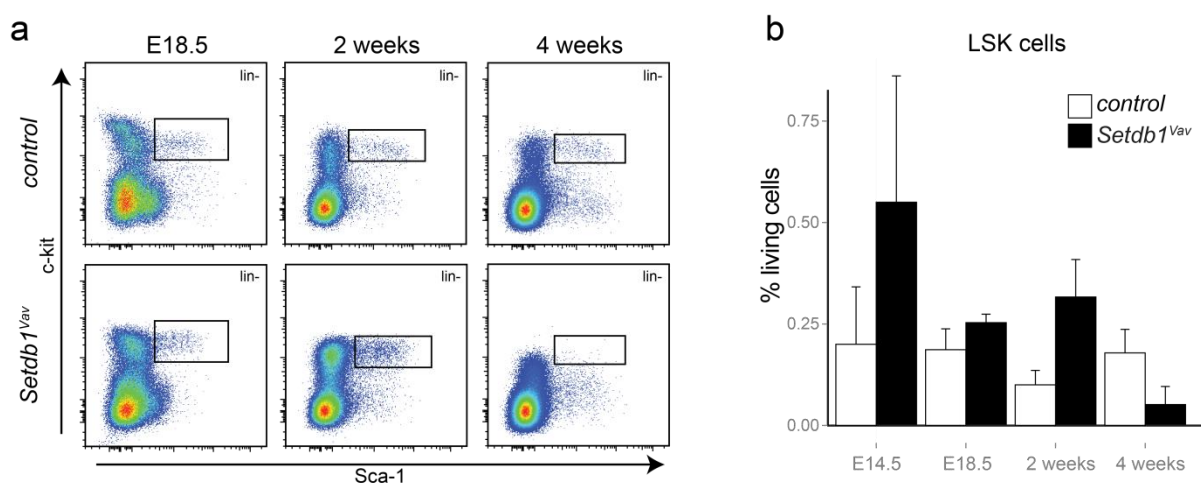 a
E18.5 2 weeks 4 weeks
lin- lin- lin-
control
c-kit
lin- lin- lin-
Setdb1Vav
Sca-1
b
LSK cells
control
Setdb1Vav
% living cells
0.75
0.50
0.25
0.00
E14.5 E18.5 2 weeks 4 weeks